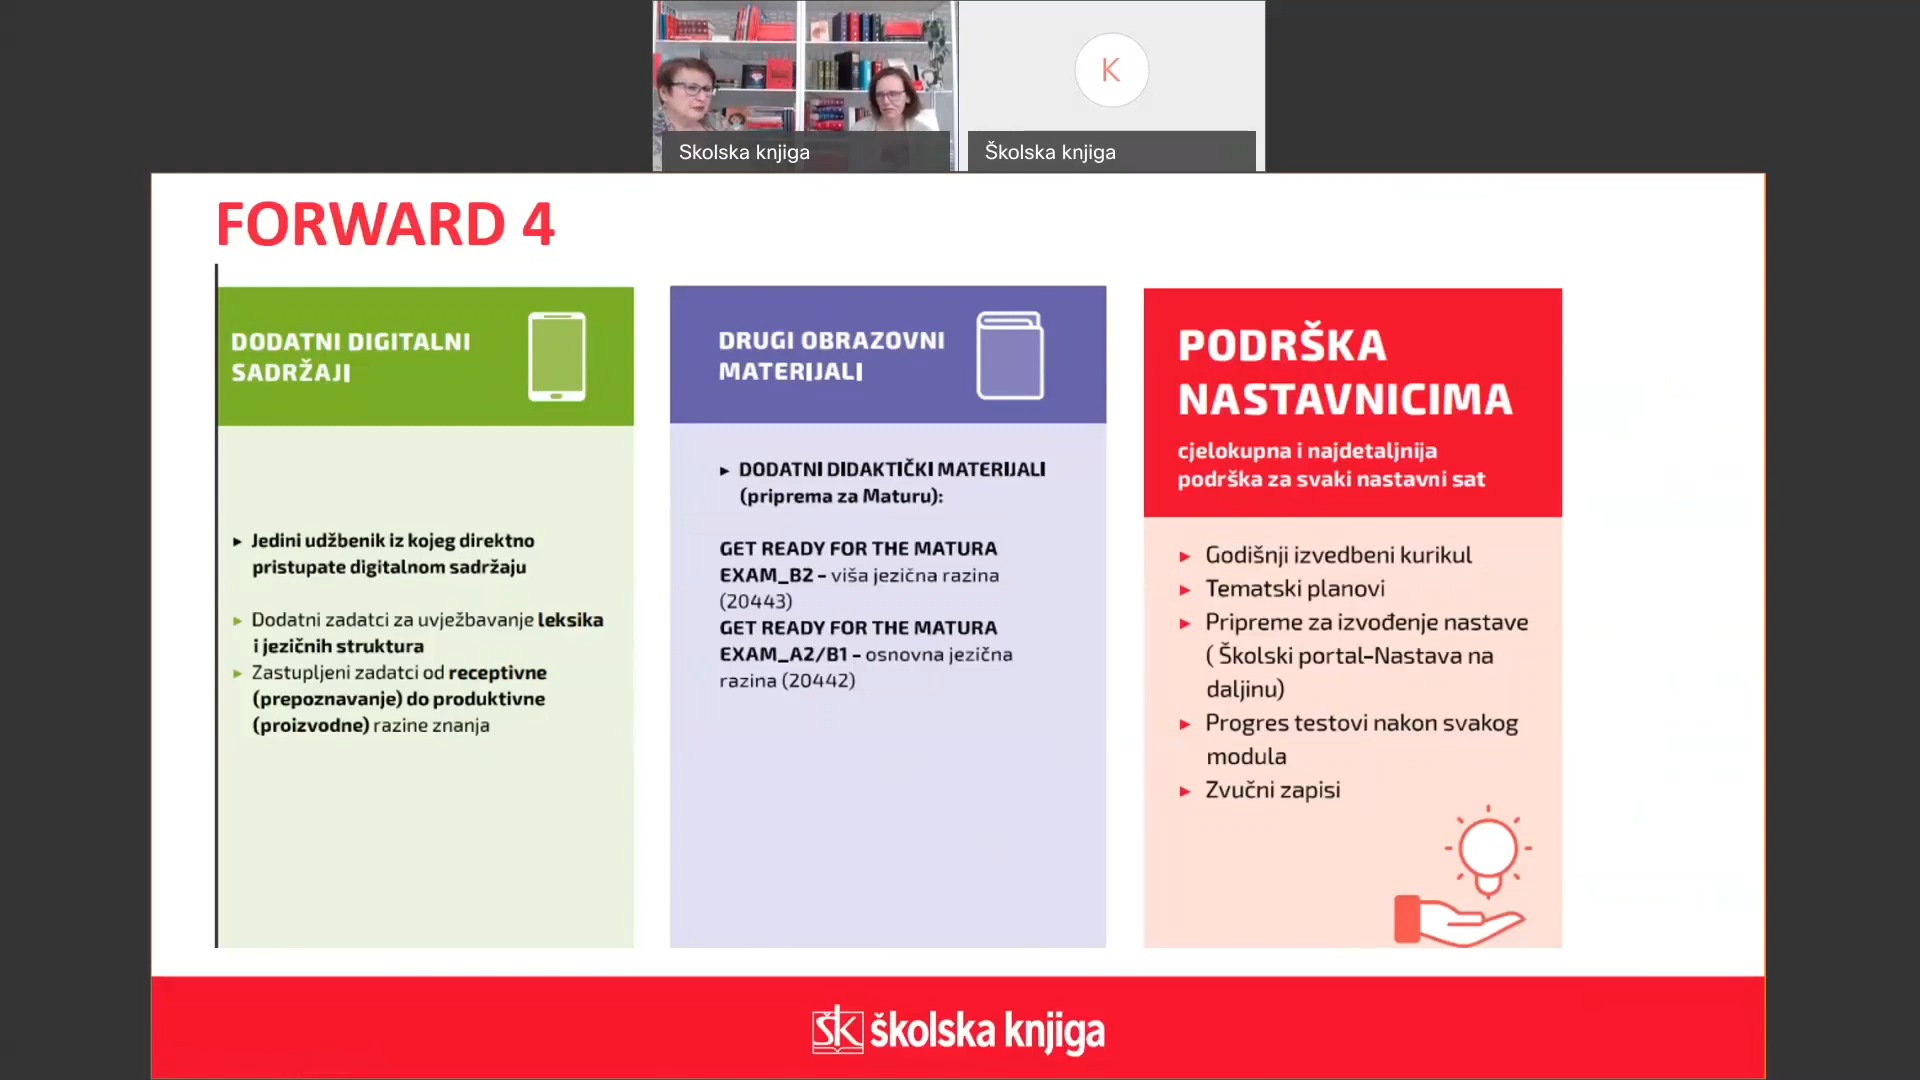 K
Skolska knjiga
Školska knjiga
FORWARD 4
DODATNI DIGITALNI
SADRŽAJI
► Jedini udžbenik iz kojeg direktno
pristupate digitalnom sadržaju
► Dodatni zadatci za uvježbavanje leksika
i jezičnih struktura
► Zastupljeni zadatci od receptivne
(prepoznavanje) do produktivne
(proizvodne) razine znanja
DRUGI OBRAZOVNI
MATERIJALI
► DODATNI DIDAKTIČKI MATERIJALI
(priprema za Maturu):
GET READY FOR THE MATURA
EXAM_B2 – viša jezična razina
(20443)
GET READY FOR THE MATURA
EXAM_A2/B1 – osnovna jezična
razina (20442)
PODRŠKA
NASTAVNICIMA
cjelokupna i najdetaljnija
podrška za svaki nastavni sat
► Godišnji izvedbeni kurikul
► Tematski planovi
► Pripreme za izvođenje nastave
( Školski portal-Nastava na
daljinu)
► Progres testovi nakon svakog
modula
► Zvučni zapisi
ŠK školska knjiga